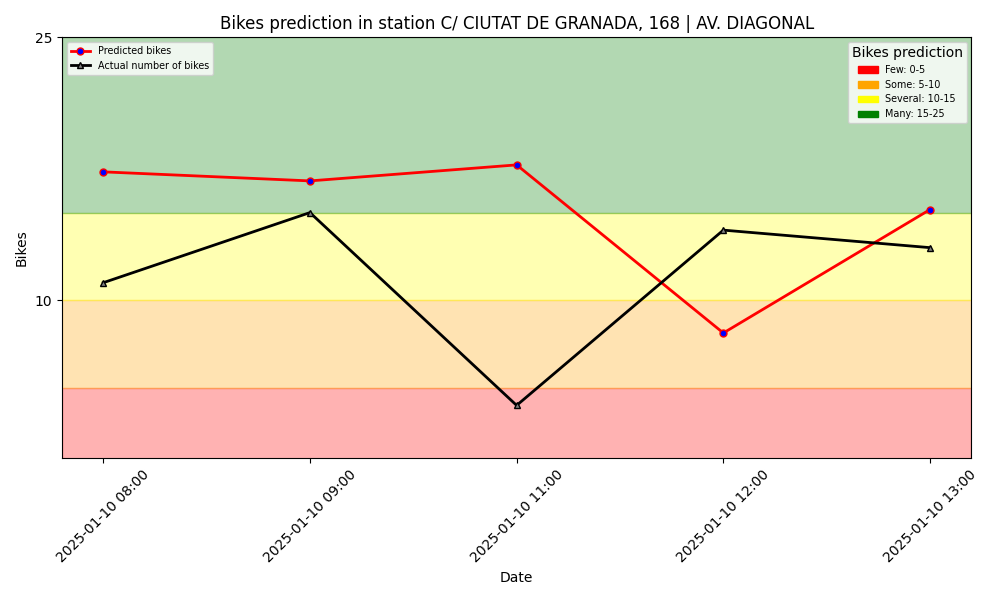 Bikes prediction in station C/ CIUTAT DE GRANADA, 168 | AV. DIAGONAL
25
Predicted bikes
Actual number of bikes
Bikes prediction
Few: 0-5
Some: 5-10
Several: 10-15
Many: 15-25
Bikes
10
2025-01-10 08:00
2025-01-10 09:00
2025-01-10 11:00
2025-01-10 12:00
2025-01-10 13:00
Date